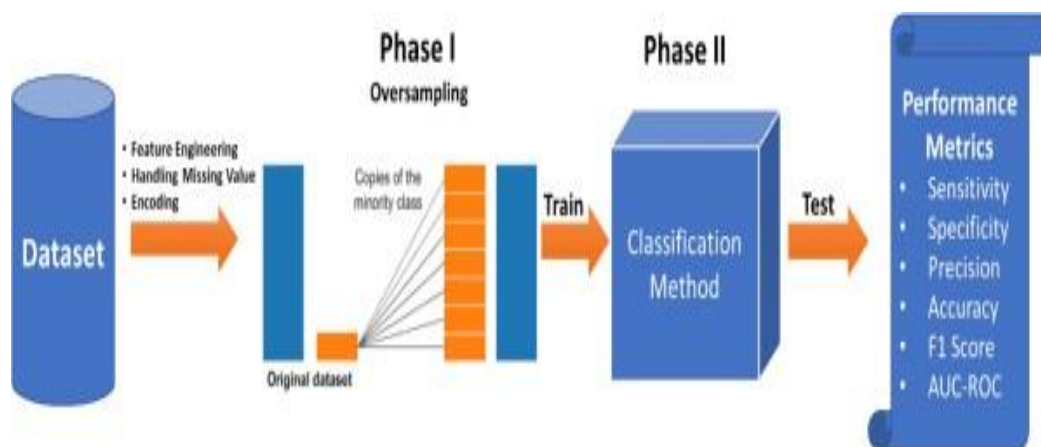 Dataset
• Feature Engineering
• Handling Missing Value
• Encoding
Phase I
Oversampling
Copies of the
minority class
Original dataset
Train
Phase II
Classification
Method
Test
Performance
Metrics
• Sensitivity
• Specificity
• Precision
• Accuracy
• F1 Score
• AUC-ROC